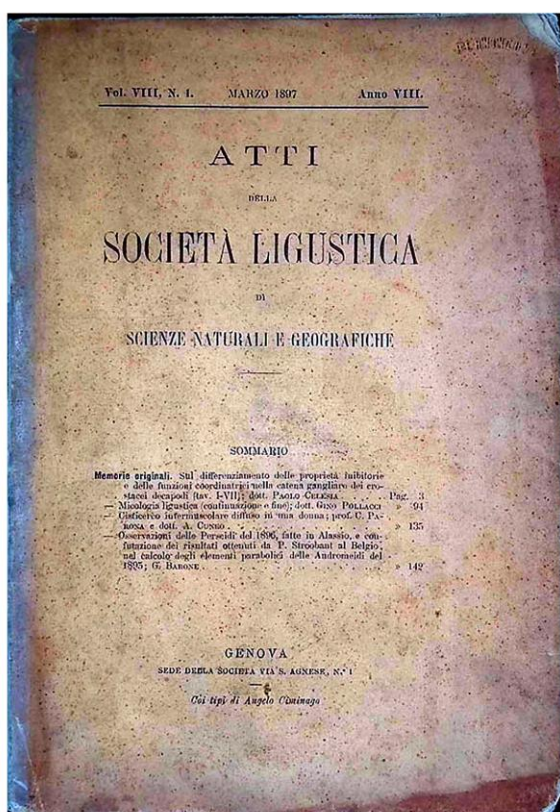 Vol. VIII, N. 1. MARZO 1897 Anno VIII.
ATTI
DELLA
SOCIETÀ LIGUSTICA
DI
SCIENZE NATURALI E GEOGRAFICHE
SOMMARIO
Memorie originali. Sul differenziamento delle proprietà inibitorie
e delle funzioni coordinatrici nella catena gangliare dei cro-
stacei decapodi (tav. I-VII); dott. PAOLO CELESIA Pag. 3
— Micologia ligustica (continuazione e fine); dott. GINO POLLACCI » 94
— Cisticerco intermuscolare diffuso in una donna; prof. C. PA-
RONA e dott. A. CUNEO. » 135
— Osservazioni delle Perseidi del 1896, fatte in Alassio, e con-
futazione dei risultati ottenuti da P. Stroobant al Belgio,
nel calcolo degli elementi parabolici delle Andromeidi del
1895; G. BARONE » 142
GENOVA
SEDE DELLA SOCIETÀ VIA S. AGNESE, N.° 1
Coi tipi di Angelo Ciminago